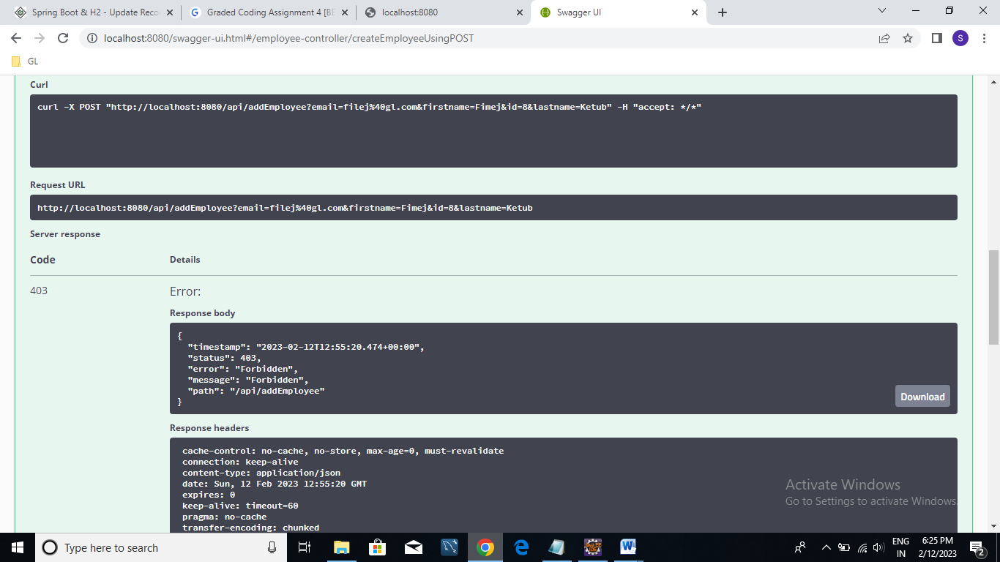 Spring Boot & H2 - Update Reco
Graded Coding Assignment 4 [BE
localhost:8080
Swagger UI
localhost:8080/swagger-ui.html#/employee-controller/createEmployeeUsingPOST
S
GL
Curl
curl -X POST "http://localhost:8080/api/addEmployee?email=filej%40gl.com&firstname=Fimej&id=8&lastname=Ketub" -H "accept: */*"
Request URL
http://localhost:8080/api/addEmployee?email=filej%40gl.com&firstname=Fimej&id=8&lastname=Ketub
Server response
Code Details
403 Error:
Response body
{
"timestamp": "2023-02-12T12:55:20.474+00:00",
"status": 403,
"error": "Forbidden",
"message": "Forbidden",
"path": "/api/addEmployee"
}
Download
Response headers
cache-control: no-cache, no-store, max-age=0, must-revalidate
connection: keep-alive
content-type: application/json
date: Sun, 12 Feb 2023 12:55:20 GMT
expires: 0
keep-alive: timeout=60
pragma: no-cache
transfer-encoding: chunked
Activate Windows
Go to Settings to activate Windows.
Type here to search
ENG
IN
6:25 PM
2/12/2023
2